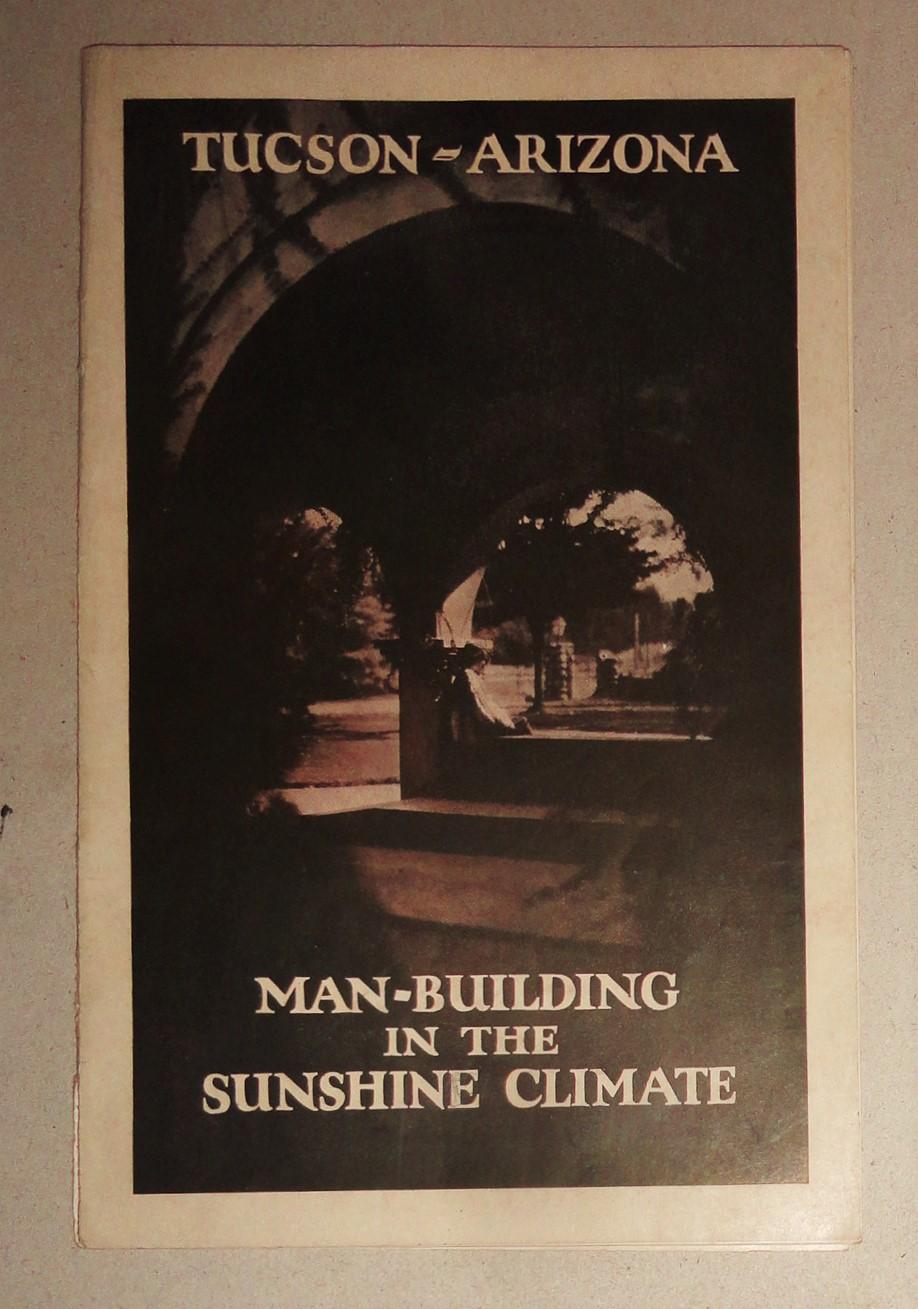 TUCSON - ARIZONA
MAN-BUILDING
IN THE
SUNSHINE CLIMATE